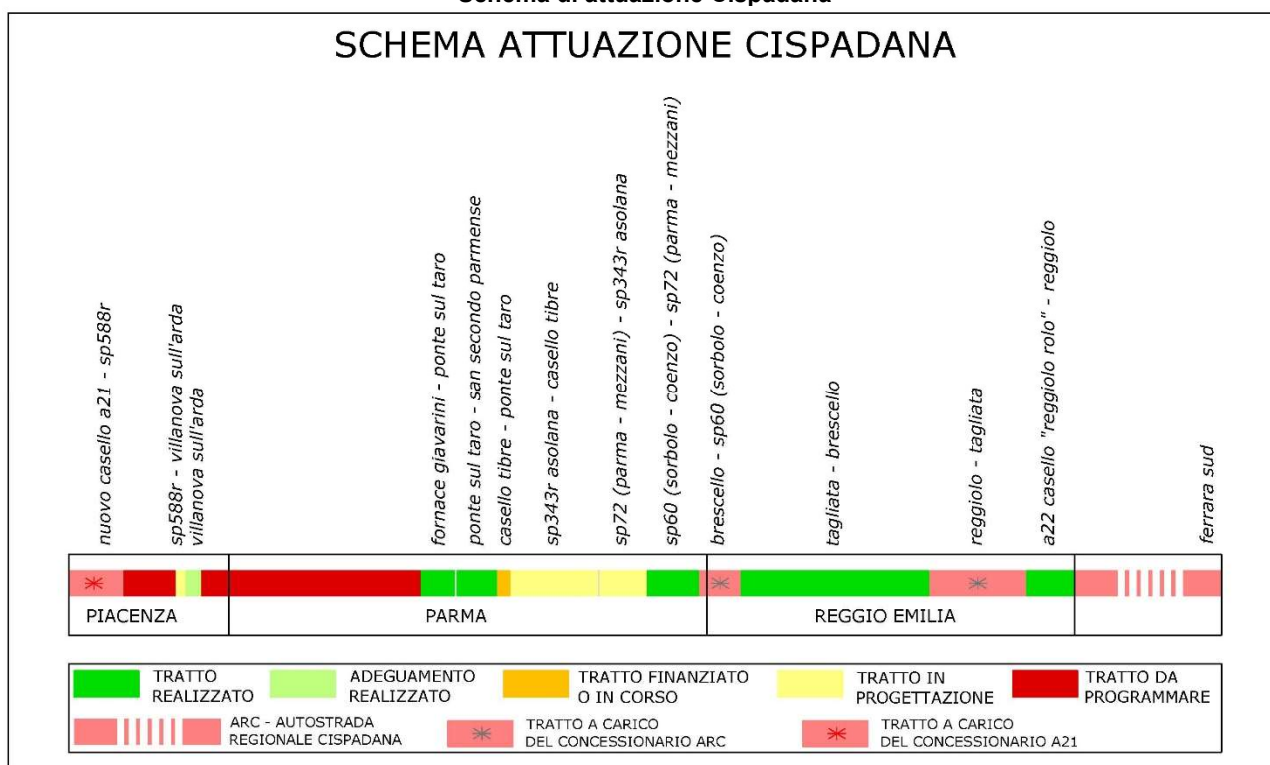 Schema di attuazione Cispadana
SCHEMA ATTUAZIONE CISPADANA
nuovo casello a21 - sp588r
sp588r - villanova sull'arda
villanova sull'arda
fornace giavarini - ponte sul taro
ponte sul taro - san secondo parmense
casello tibre - ponte sul taro
sp343r asolana - casello tibre
sp72 (parma - mezzani) - sp343r asolana
sp60 (sorbolo - coenzo) - sp72 (parma - mezzani)
brescello - sp60 (sorbolo - coenzo)
tagliata - brescello
reggiolo - tagliata
a22 casello "reggiolo rolo" - reggiolo
ferrara sud
PIACENZA
PARMA
REGGIO EMILIA
TRATTO
REALIZZATO
ADEGUAMENTO
REALIZZATO
TRATTO FINANZIATO
O IN CORSO
TRATTO IN
PROGETTAZIONE
TRATTO DA
PROGRAMMARE
ARC - AUTOSTRADA
REGIONALE CISPADANA
TRATTO A CARICO
DEL CONCESSIONARIO ARC
TRATTO A CARICO
DEL CONCESSIONARIO A21